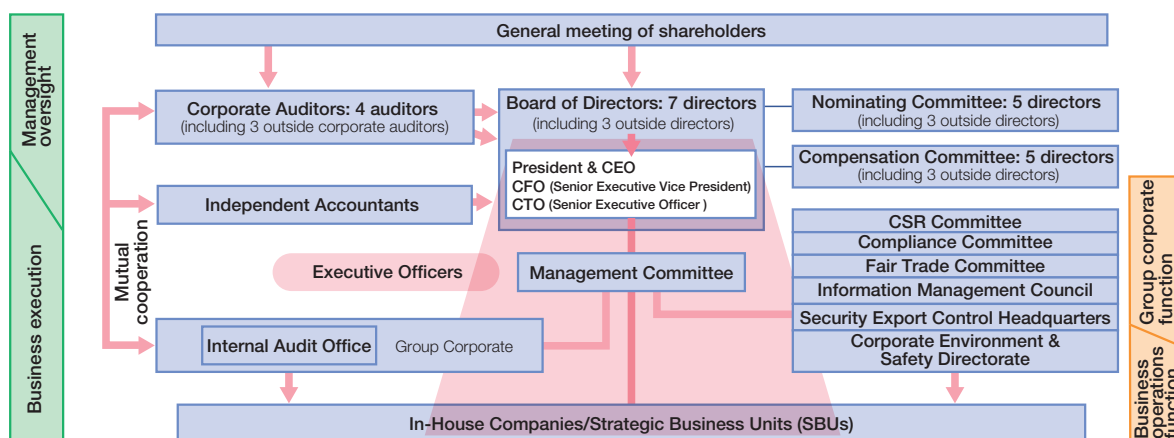 General meeting of shareholders
Management
oversight
Corporate Auditors: 4 auditors
(including 3 outside corporate auditors)
Board of Directors: 7 directors
(including 3 outside directors)
Nominating Committee: 5 directors
(including 3 outside directors)
President & CEO
CFO (Senior Executive Vice President)
CTO (Senior Executive Officer )
Compensation Committee: 5 directors
(including 3 outside directors)
Independent Accountants
CSR Committee
Compliance Committee
Fair Trade Committee
Information Management Council
Security Export Control Headquarters
Corporate Environment &
Safety Directorate
Group corporate
function
Mutual
cooperation
Executive Officers
Management Committee
Business execution
Internal Audit Office
Group Corporate
In-House Companies/Strategic Business Units (SBUs)
Business
operations
function